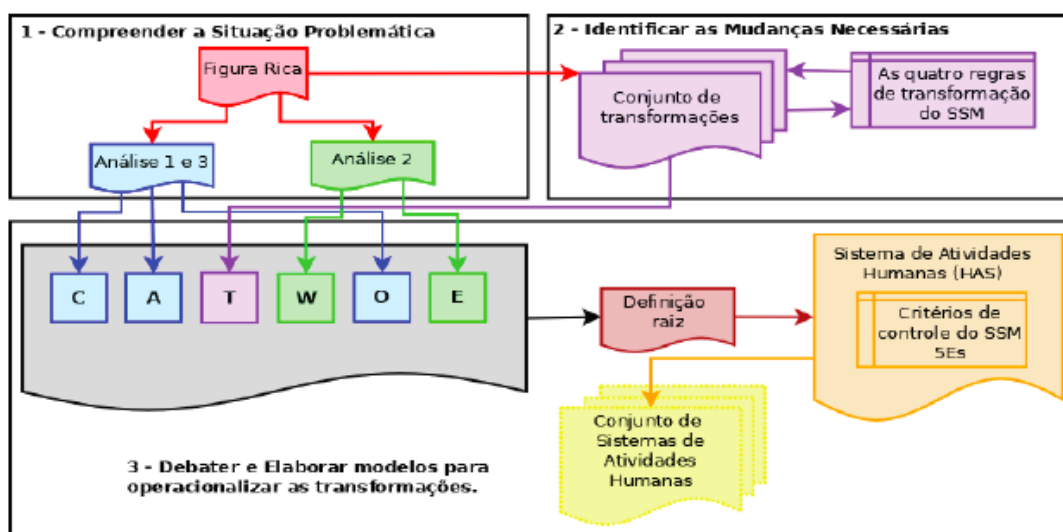 1 - Compreender a Situação Problemática
Figura Rica
Análise 1 e 3
Análise 2
2 - Identificar as Mudanças Necessárias
Conjunto de
transformações
As quatro regras
de transformação
do SSM
C
A
T
W
O
E
Definição
raiz
Sistema de Atividades
Humanas (HAS)
Critérios de
controle do SSM
5Es
Conjunto de
Sistemas de
Atividades
Humanas
3 - Debater e Elaborar modelos para
operacionalizar as transformações.